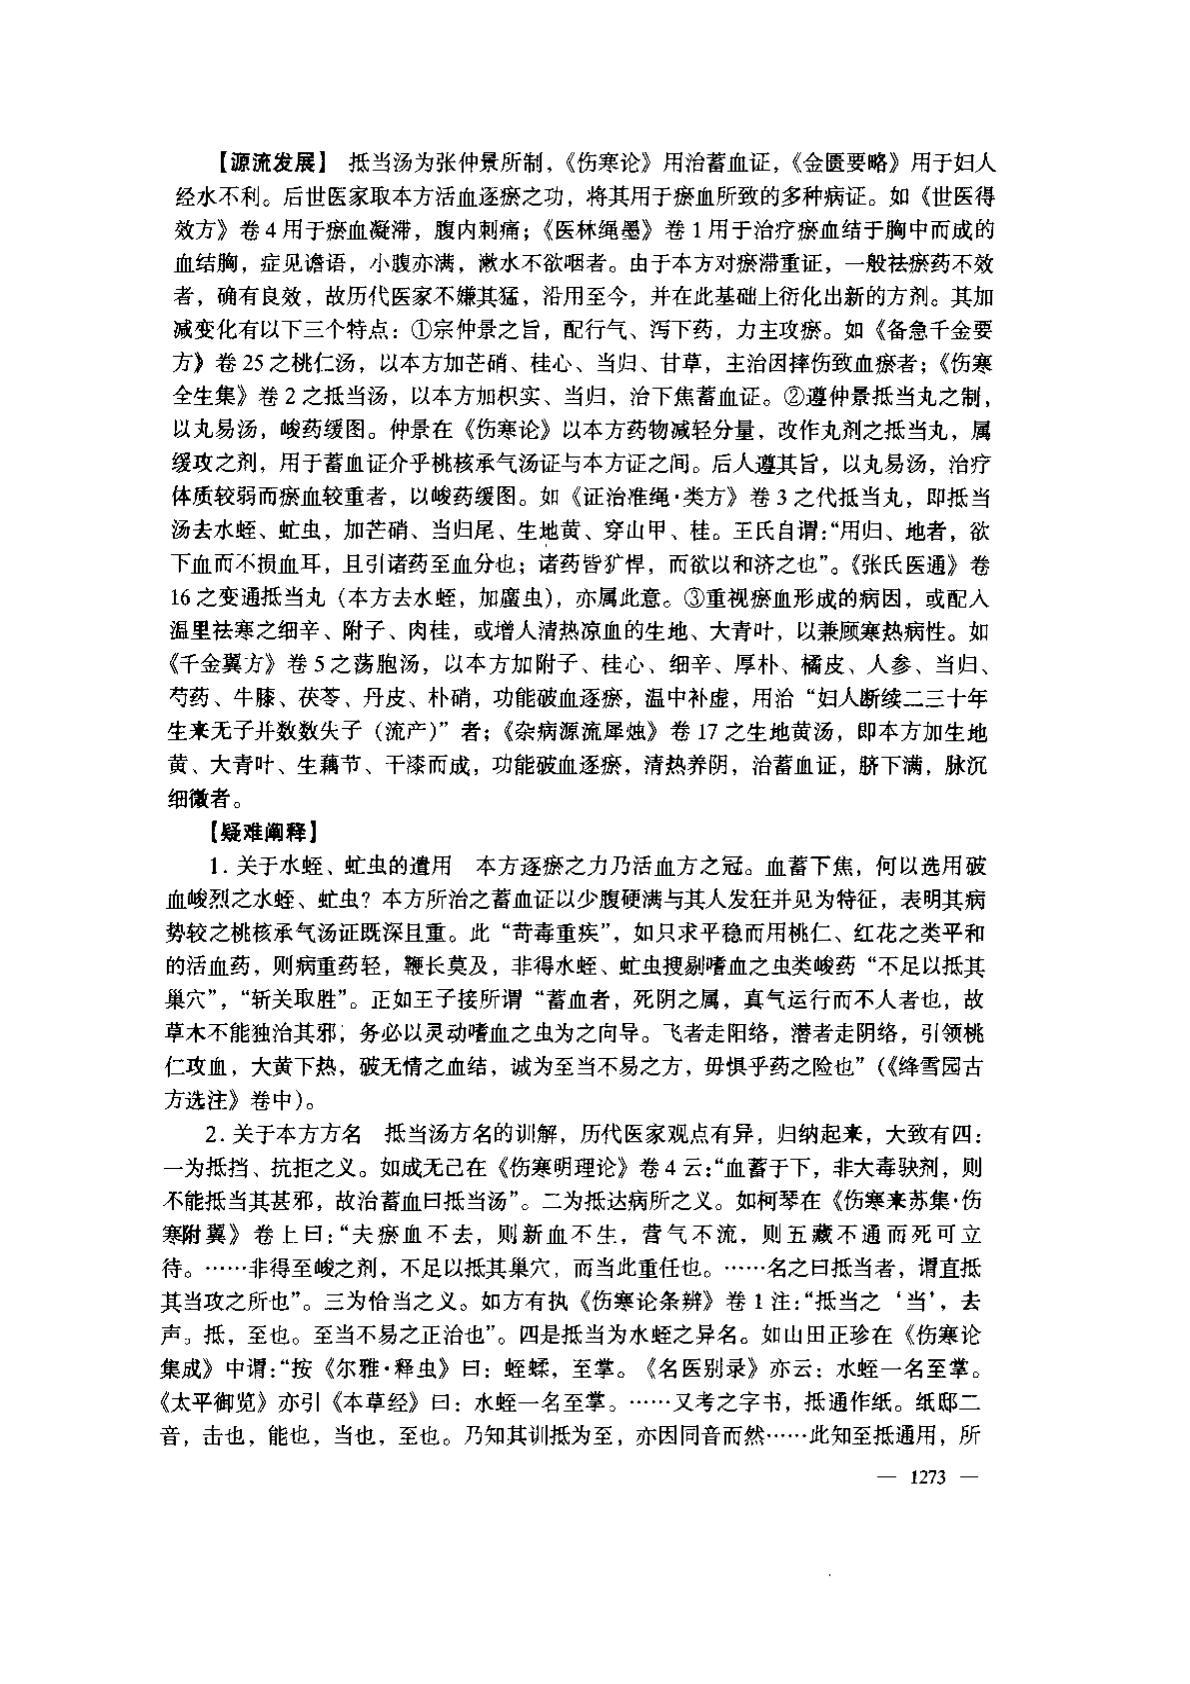 【源流发展】 抵当汤为张仲景所制，《伤寒论》用治蓄血证，《金匮要略》用于妇人
经水不利。后世医家取本方活血逐瘀之功，将其用于瘀血所致的多种病证。如《世医得
效方》卷4用于瘀血凝滞，腹内刺痛；《医林绳墨》卷1用于治疗瘀血结于胸中而成的
血结胸，症见谵语，小腹亦满，漱水不欲咽者。由于本方对瘀滞重证，一般祛瘀药不效
者，确有良效，故历代医家不嫌其猛，沿用至今，并在此基础上衍化出新的方剂。其加
减变化有以下三个特点：①宗仲景之旨，配行气、泻下药，力主攻瘀。如《备急千金要
方》卷25之桃仁汤，以本方加芒硝、桂心、当归、甘草，主治因摔伤致血瘀者；《伤寒
全生集》卷2之抵当汤，以本方加枳实、当归，治下焦蓄血证。②遵仲景抵当丸之制，
以丸易汤，峻药缓图。仲景在《伤寒论》以本方药物减轻分量，改作丸剂之抵当丸，属
缓攻之剂，用于蓄血证介乎桃核承气汤证与本方证之间。后人遵其旨，以丸易汤，治疗
体质较弱而瘀血较重者，以峻药缓图。如《证治准绳·类方》卷3之代抵当丸，即抵当
汤去水蛭、虻虫，加芒硝、当归尾、生地黄、穿山甲、桂。王氏自谓：“用归、地者，欲
下血而不损血耳，且引诸药至血分也；诸药皆犷悍，而欲以和济之也”。《张氏医通》卷
16之变通抵当丸（本方去水蛭，加䗪虫），亦属此意。③重视瘀血形成的病因，或配入
温里祛寒之细辛、附子、肉桂，或增人清热凉血的生地、大青叶，以兼顾寒热病性。如
《千金翼方》卷5之荡胞汤，以本方加附子、桂心、细辛、厚朴、橘皮、人参、当归、
芍药、牛膝、茯苓、丹皮、朴硝，功能破血逐瘀，温中补虚，用治“妇人断续二三十年
生来无子并数数失子（流产）”者；《杂病源流犀烛》卷17之生地黄汤，即本方加生地
黄、大青叶、生藕节、干漆而成，功能破血逐瘀，清热养阴，治蓄血证，脐下满，脉沉
细微者。
【疑难阐释】
1. 关于水蛭、虻虫的遣用 本方逐瘀之力乃活血方之冠。血蓄下焦，何以选用破
血峻烈之水蛭、虻虫？本方所治之蓄血证以少腹硬满与其人发狂并见为特征，表明其病
势较之桃核承气汤证既深且重。此“苛毒重疾”，如只求平稳而用桃仁、红花之类平和
的活血药，则病重药轻，鞭长莫及，非得水蛭、虻虫搜剔嗜血之虫类峻药“不足以抵其
巢穴”，“斩关取胜”。正如王子接所谓“蓄血者，死阴之属，真气运行而不人者也，故
草木不能独治其邪，务必以灵动嗜血之虫为之向导。飞者走阳络，潜者走阴络，引领桃
仁攻血，大黄下热，破无情之血结，诚为至当不易之方，毋惧乎药之险也”（《绛雪园古
方选注》卷中）。
2. 关于本方方名 抵当汤方名的训解，历代医家观点有异，归纳起来，大致有四：
一为抵挡、抗拒之义。如成无己在《伤寒明理论》卷4云：“血蓄于下，非大毒驶剂，则
不能抵当其甚邪，故治蓄血曰抵当汤”。二为抵达病所之义。如柯琴在《伤寒来苏集·伤
寒附翼》卷上曰：“夫瘀血不去，则新血不生，营气不流，则五藏不通而死可立
待。……非得至峻之剂，不足以抵其巢穴，而当此重任也。……名之曰抵当者，谓直抵
其当攻之所也”。三为恰当之义。如方有执《伤寒论条辨》卷1注：“抵当之‘当’，去
声。抵，至也。至当不易之正治也”。四是抵当为水蛭之异名。如山田正珍在《伤寒论
集成》中谓：“按《尔雅·释虫》曰：蛭蝚，至掌。《名医别录》亦云：水蛭一名至掌。
《太平御览》亦引《本草经》曰：水蛭一名至掌。……又考之字书，抵通作纸。纸邸二
音，击也，能也，当也，至也。乃知其训抵为至，亦因同音而然……此知至抵通用，所
— 1273 —